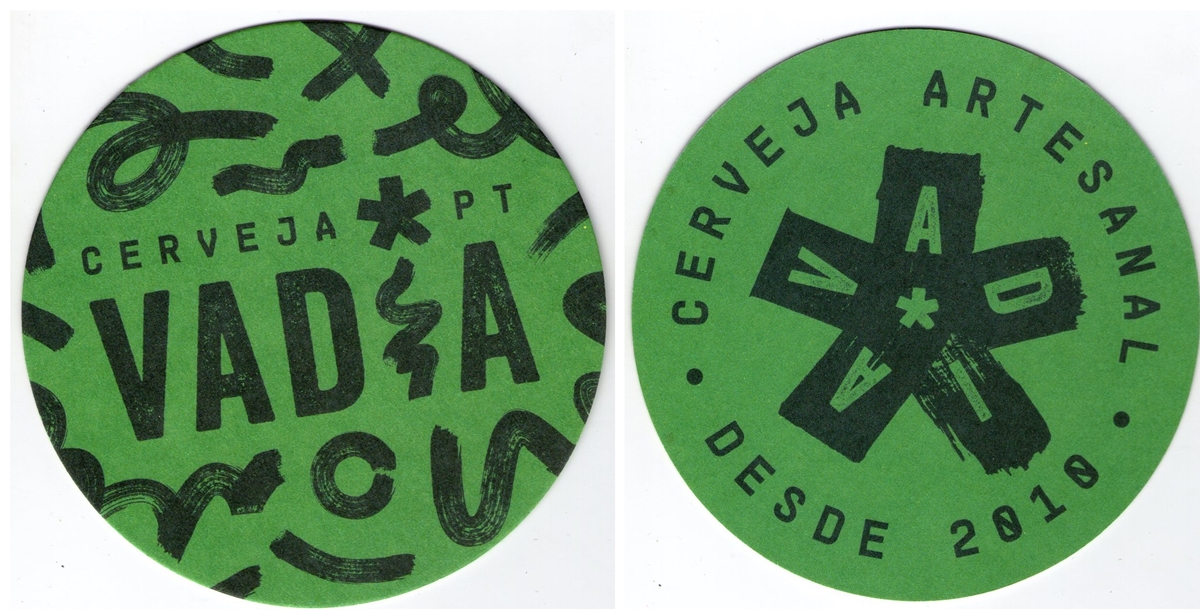 CERVEJA * PT
VADIA
CERVEJA ARTESANAL
VADIA
*
• DESDE 2010 •